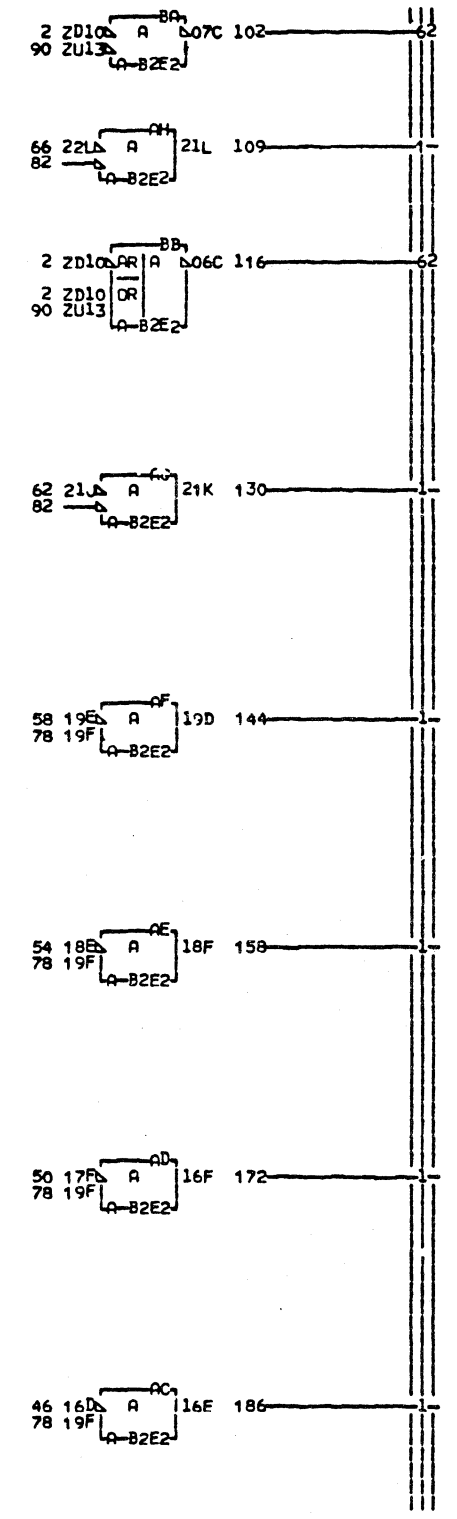 BA
2 ZD10 A 07C 102 62
90 ZU13
A B2E2
AH
66 22L A 21L 109 1
82
A B2E2
BB
2 ZD10 AR A 06C 116 62
2 ZD10 OR
90 ZU13
A B2E2
62 21J A 21K 130 1
82
A B2E2
AF
58 19E A 19D 144 1
78 19F
A B2E2
AE
54 18E A 18F 158 1
78 19F
A B2E2
AD
50 17F A 16F 172 1
78 19F
A B2E2
AC
46 16D A 16E 186 1
78 19F
A B2E2